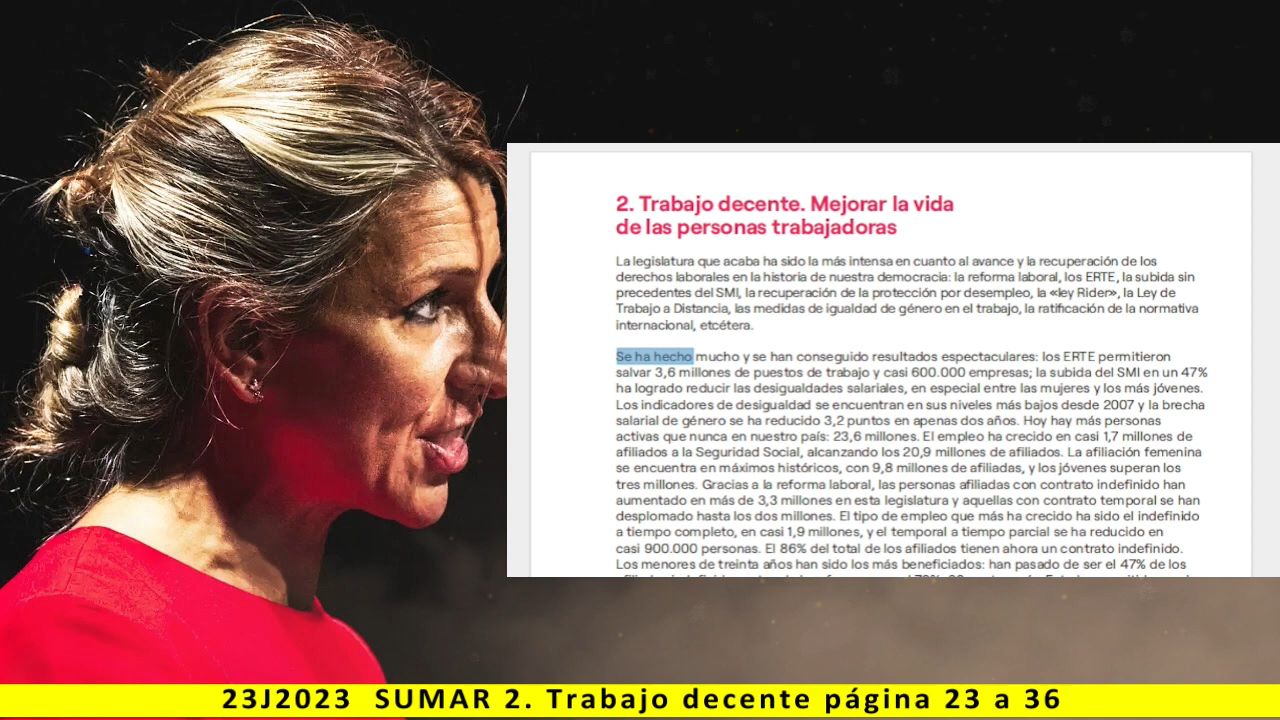 2. Trabajo decente. Mejorar la vida
de las personas trabajadoras
La legislatura que acaba ha sido la más intensa en cuanto al avance y la recuperación de los
derechos laborales en la historia de nuestra democracia: la reforma laboral, los ERTE, la subida sin
precedentes del SMI, la recuperación de la protección por desempleo, la «ley Rider», la Ley de
Trabajo a Distancia, las medidas de igualdad de género en el trabajo, la ratificación de la normativa
internacional, etcétera.
Se ha hecho mucho y se han conseguido resultados espectaculares: los ERTE permitieron
salvar 3,6 millones de puestos de trabajo y casi 600.000 empresas; la subida del SMI en un 47%
ha logrado reducir las desigualdades salariales, en especial entre las mujeres y los más jóvenes.
Los indicadores de desigualdad se encuentran en sus niveles más bajos desde 2007 y la brecha
salarial de género se ha reducido 3,2 puntos en apenas dos años. Hoy hay más personas
activas que nunca en nuestro país: 23,6 millones. El empleo ha crecido en casi 1,7 millones de
afiliados a la Seguridad Social, alcanzando los 20,9 millones de afiliados. La afiliación femenina
se encuentra en máximos históricos, con 9,8 millones de afiliadas, y los jóvenes superan los
tres millones. Gracias a la reforma laboral, las personas afiliadas con contrato indefinido han
aumentado en más de 3,3 millones en esta legislatura y aquellas con contrato temporal se han
desplomado hasta los dos millones. El tipo de empleo que más ha crecido ha sido el indefinido
a tiempo completo, en casi 1,9 millones, y el temporal a tiempo parcial se ha reducido en
casi 900.000 personas. El 86% del total de los afiliados tienen ahora un contrato indefinido.
Los menores de treinta años han sido los más beneficiados: han pasado de ser el 47% de los
23J2023 SUMAR 2. Trabajo decente página 23 a 36